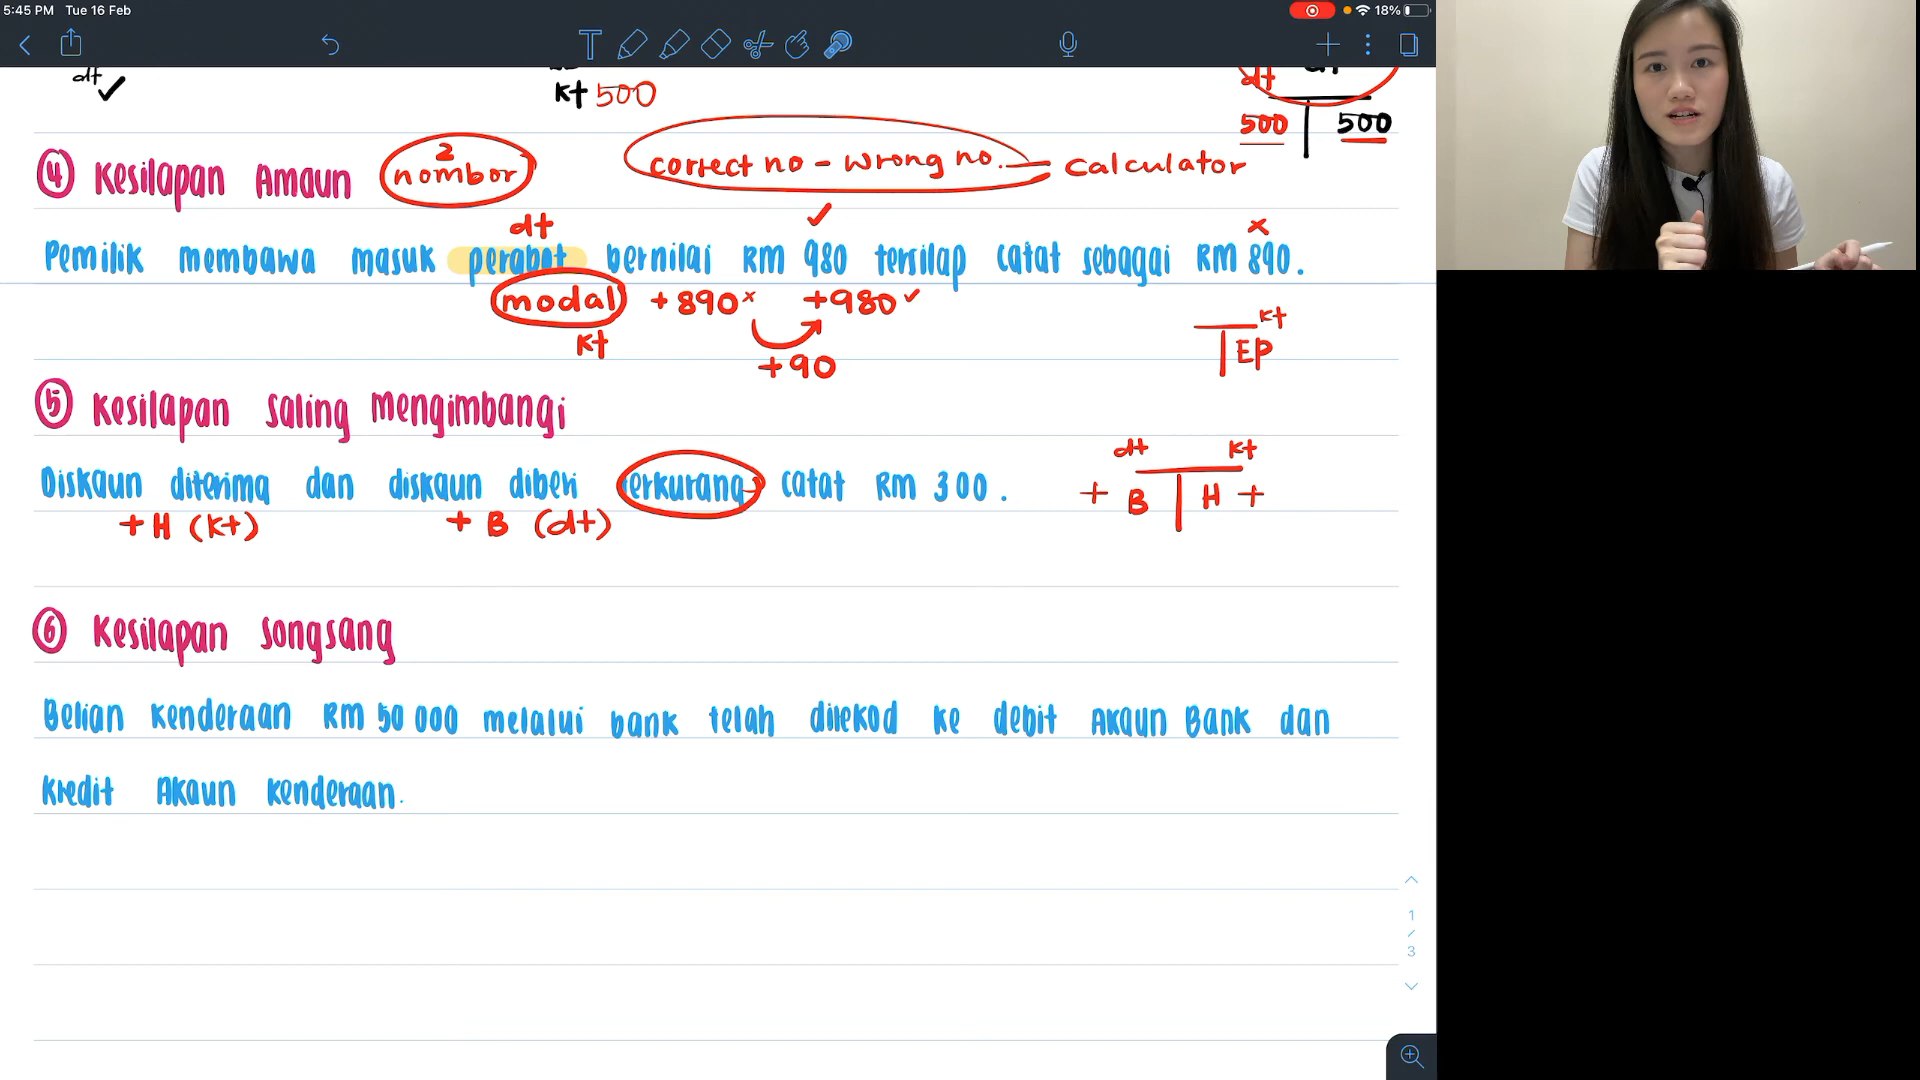 5:45 PM Tue 16 Feb
18%
dt
kt 500
dt
500 500
④ Kesilapan Amaun
2
nombor
correct no - wrong no. = calculator
dt
Pemilik membawa masuk perabot bernilai RM 980 tersilap catat sebagai RM 890.
modal +890 +980
kt
+90
kt
EP
⑤ Kesilapan Saling Mengimbangi
Diskaun diterima dan diskaun diberi terkurang catat RM 300.
+ H (kt) + B (dt)
dt kt
+ B H +
⑥ Kesilapan Songsang
Belian Kenderaan RM 50 000 melalui bank telah direkod ke debit Akaun Bank dan
Kredit Akaun Kenderaan.
1
/
3